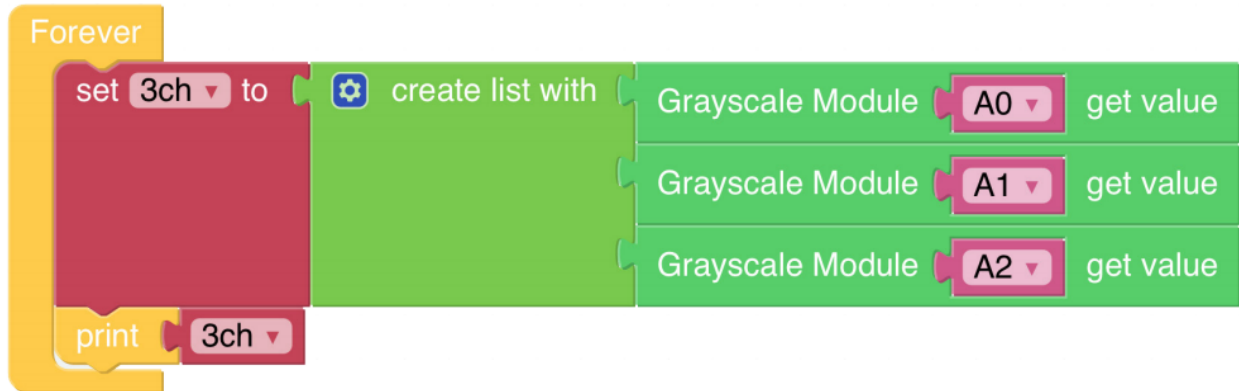 Forever
set 3ch ▾ to create list with Grayscale Module A0 ▾ get value
Grayscale Module A1 ▾ get value
Grayscale Module A2 ▾ get value
print 3ch ▾